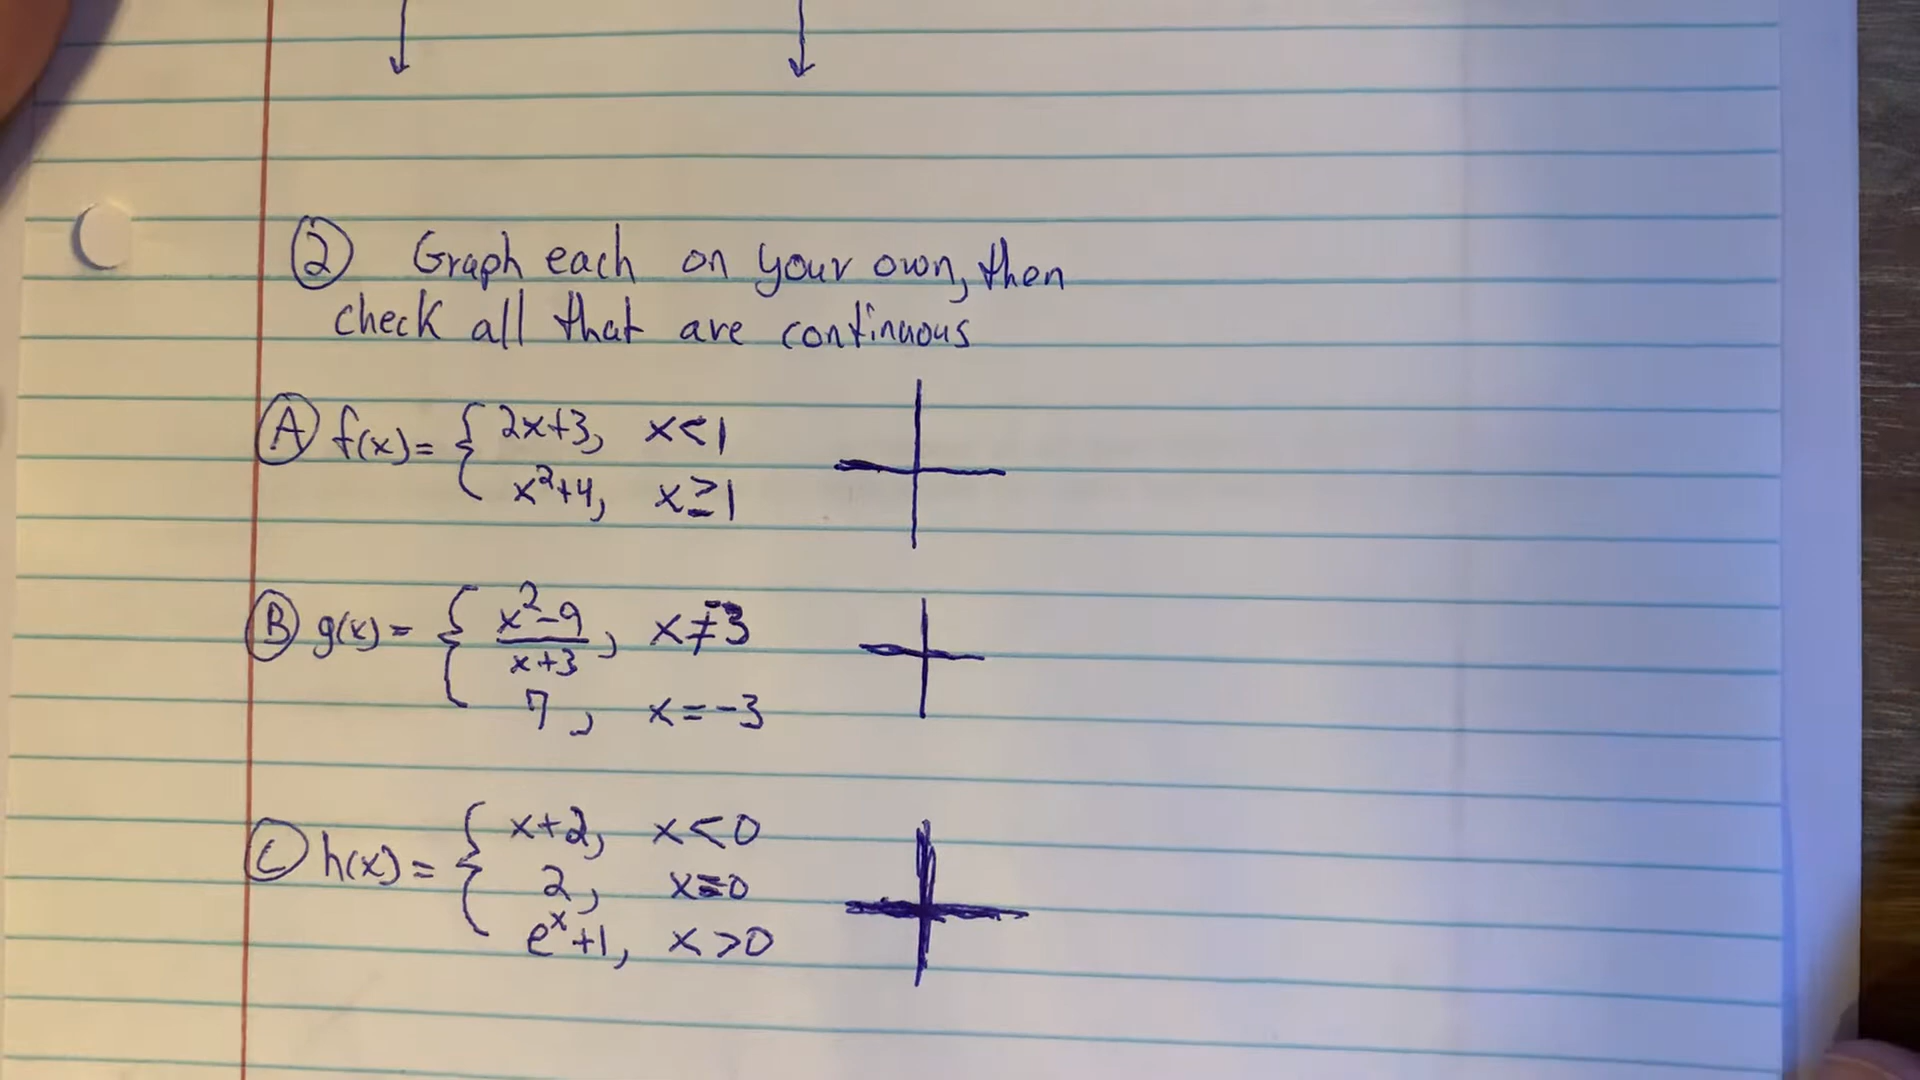 ② Graph each on your own, then
check all that are continuous
Ⓐ f(x) = { 2x+3, x<1
x²+4, x≥1
Ⓑ g(x) = { (x²-9)/(x+3), x≠-3
7, x=-3
Ⓒ h(x) = { x+2, x<0
2, x=0
eˣ+1, x>0